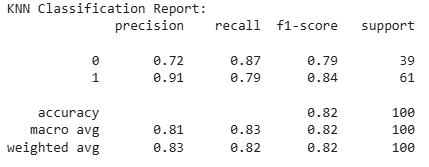 KNN Classification Report:
precision recall f1-score support
0 0.72 0.87 0.79 39
1 0.91 0.79 0.84 61
accuracy 0.82 100
macro avg 0.81 0.83 0.82 100
weighted avg 0.83 0.82 0.82 100